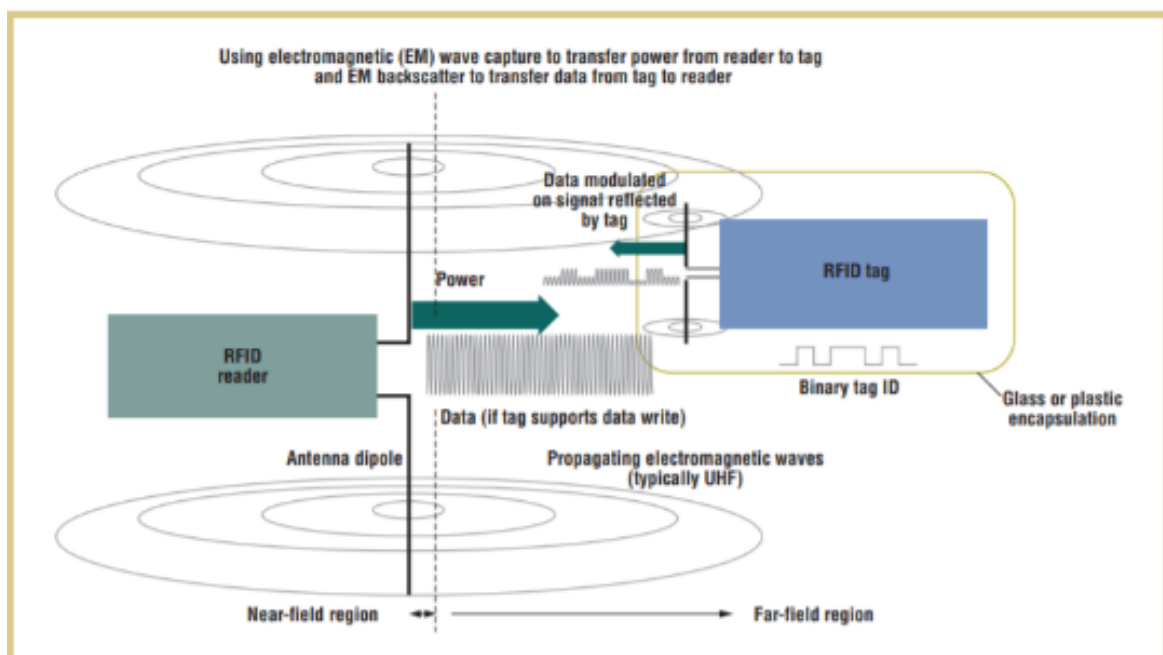 Using electromagnetic (EM) wave capture to transfer power from reader to tag
and EM backscatter to transfer data from tag to reader
Data modulated
on signal reflected
by tag
RFID tag
Power
RFID
reader
Binary tag ID
Glass or plastic
encapsulation
Data (if tag supports data write)
Antenna dipole
Propagating electromagnetic waves
(typically UHF)
Near-field region
Far-field region